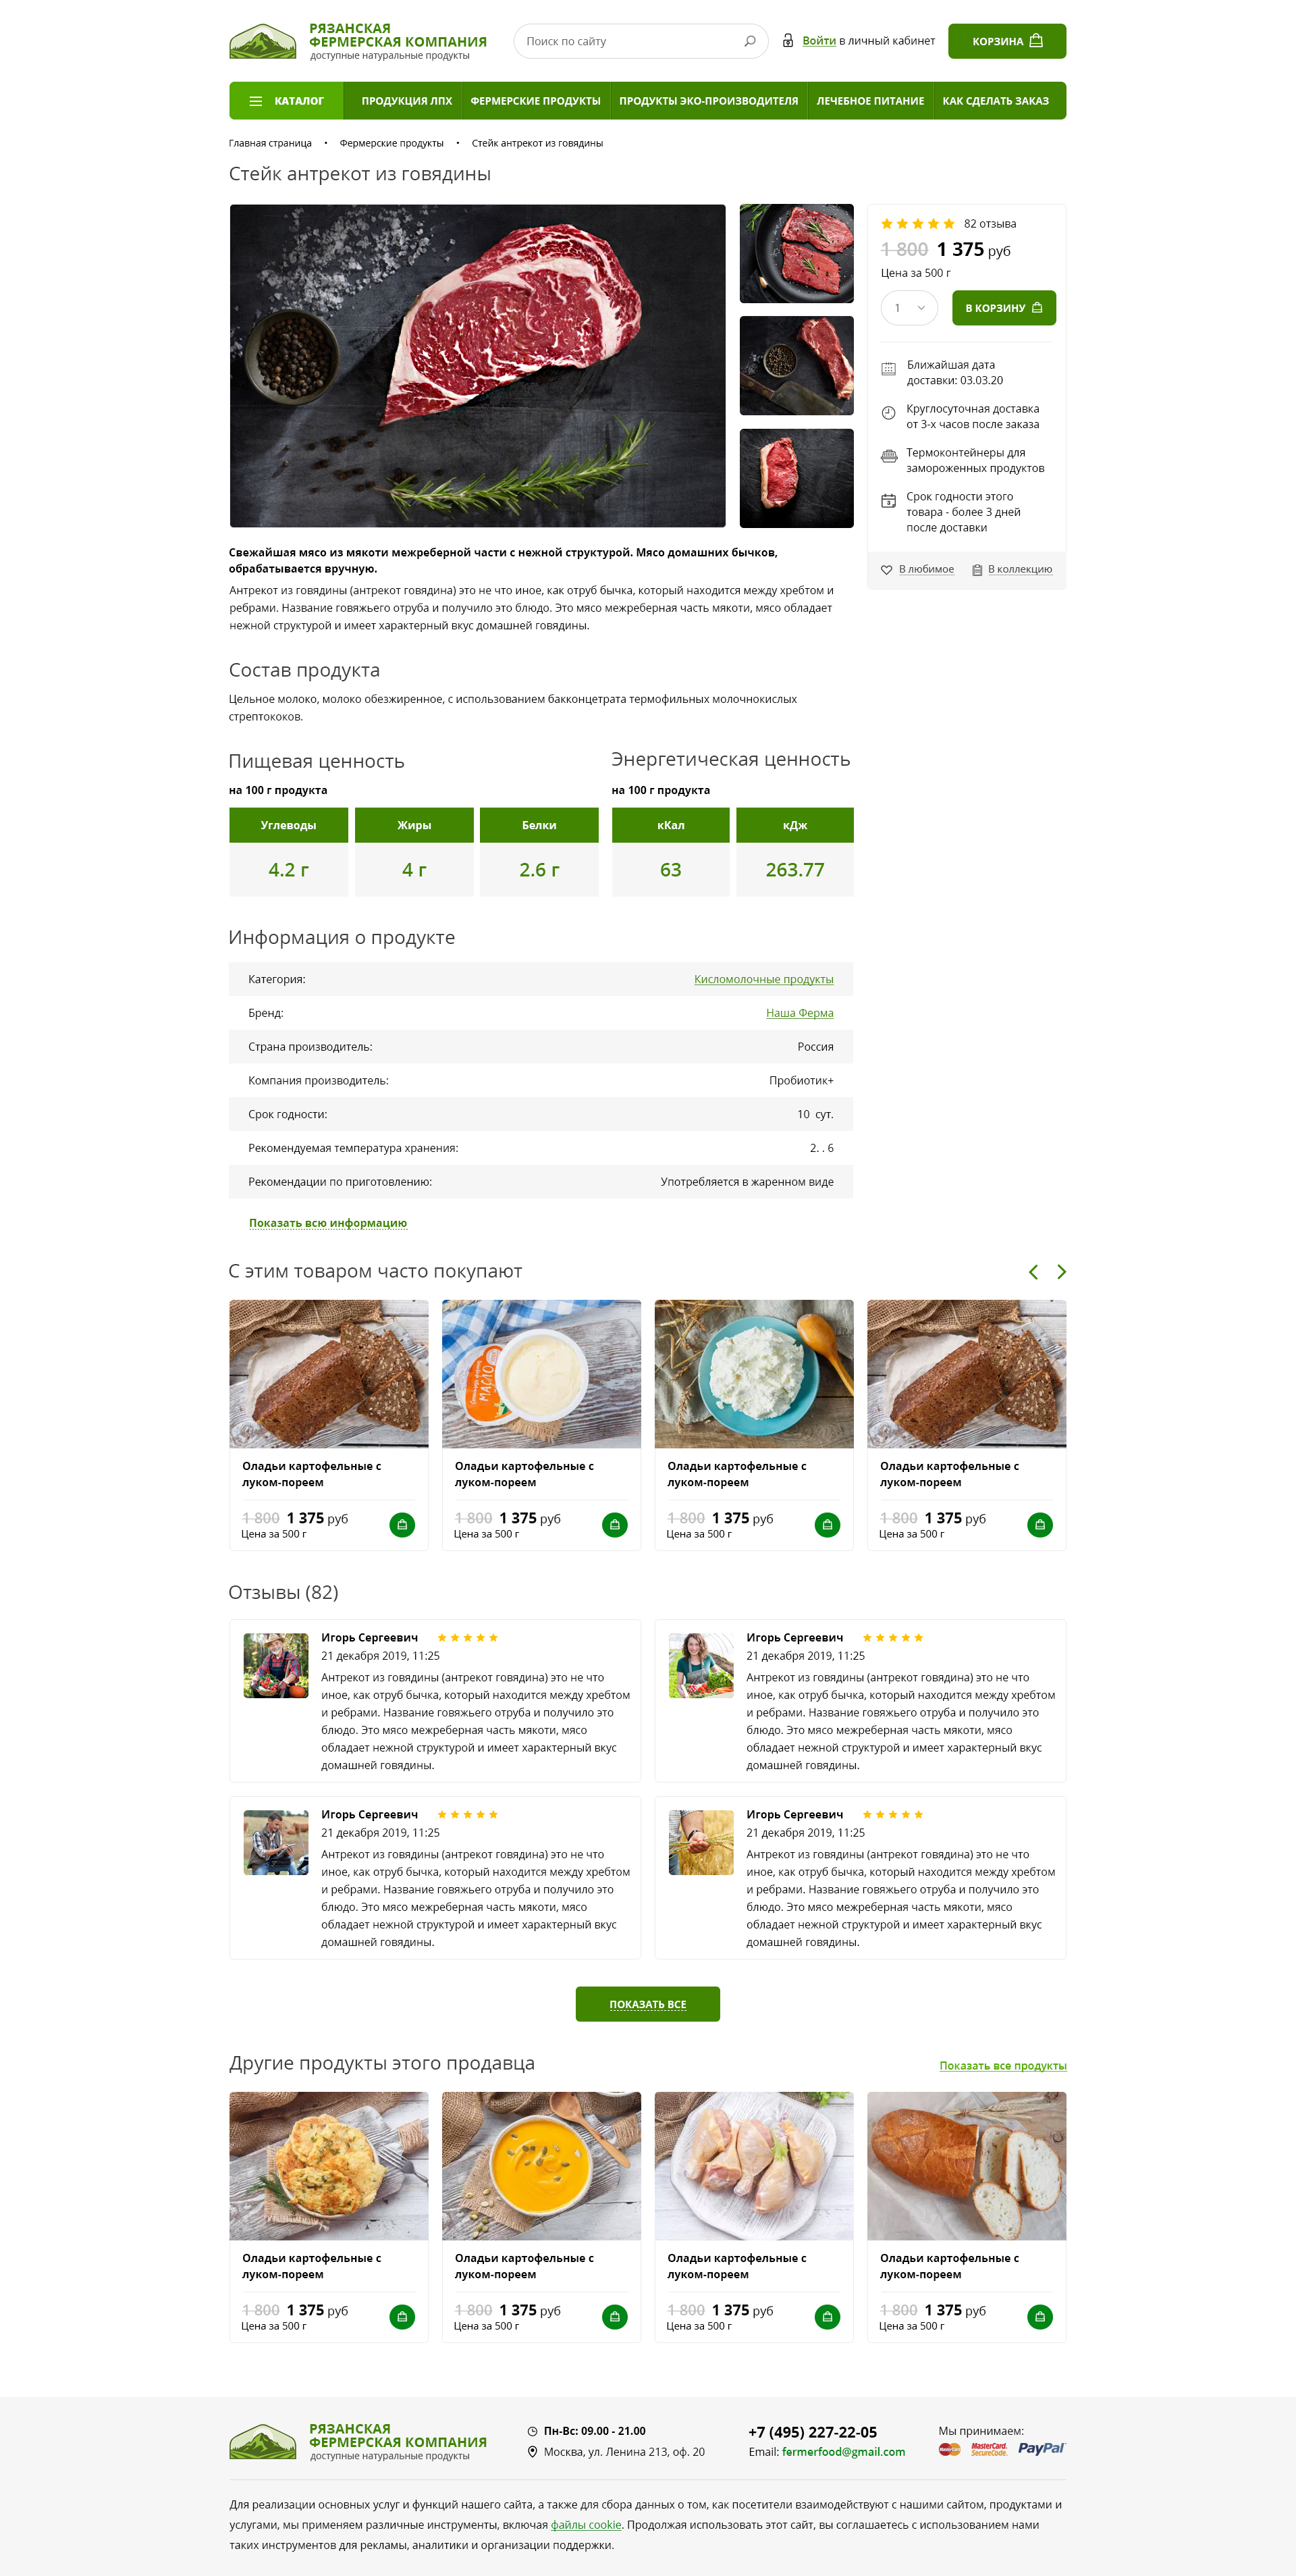 РЯЗАНСКАЯ
ФЕРМЕРСКАЯ КОМПАНИЯ
доступные натуральные продукты
Поиск по сайту
Войти в личный кабинет
КОРЗИНА
КАТАЛОГ
ПРОДУКЦИЯ ЛПХ
ФЕРМЕРСКИЕ ПРОДУКТЫ
ПРОДУКТЫ ЭКО-ПРОИЗВОДИТЕЛЯ
ЛЕЧЕБНОЕ ПИТАНИЕ
КАК СДЕЛАТЬ ЗАКАЗ
Главная страница • Фермерские продукты • Стейк антрекот из говядины
Стейк антрекот из говядины
82 отзыва
1 800 1 375 руб
Цена за 500 г
1
В КОРЗИНУ
Ближайшая дата
доставки: 03.03.20
Круглосуточная доставка
от 3-х часов после заказа
Термоконтейнеры для
замороженных продуктов
Срок годности этого
товара - более 3 дней
после доставки
В любимое
В коллекцию
Свежайшая мясо из мякоти межреберной части с нежной структурой. Мясо домашних бычков,
обрабатывается вручную.
Антрекот из говядины (антрекот говядина) это не что иное, как отруб бычка, который находится между хребтом и
ребрами. Название говяжьего отруба и получило это блюдо. Это мясо межреберная часть мякоти, мясо обладает
нежной структурой и имеет характерный вкус домашней говядины.
Состав продукта
Цельное молоко, молоко обезжиренное, с использованием бакконцетрата термофильных молочнокислых
стрептококов.
Пищевая ценность
на 100 г продукта
Углеводы
Жиры
Белки
4.2 г
4 г
2.6 г
Энергетическая ценность
на 100 г продукта
кКал
кДж
63
263.77
Информация о продукте
Категория: Кисломолочные продукты
Бренд: Наша Ферма
Страна производитель: Россия
Компания производитель: Пробиотик+
Срок годности: 10 сут.
Рекомендуемая температура хранения: 2. . 6
Рекомендации по приготовлению: Употребляется в жаренном виде
Показать всю информацию
С этим товаром часто покупают
МАСЛО
Оладьи картофельные с
луком-пореем
1 800 1 375 руб
Цена за 500 г
Оладьи картофельные с
луком-пореем
1 800 1 375 руб
Цена за 500 г
Оладьи картофельные с
луком-пореем
1 800 1 375 руб
Цена за 500 г
Оладьи картофельные с
луком-пореем
1 800 1 375 руб
Цена за 500 г
Отзывы (82)
Игорь Сергеевич
21 декабря 2019, 11:25
Антрекот из говядины (антрекот говядина) это не что
иное, как отруб бычка, который находится между хребтом
и ребрами. Название говяжьего отруба и получило это
блюдо. Это мясо межреберная часть мякоти, мясо
обладает нежной структурой и имеет характерный вкус
домашней говядины.
Игорь Сергеевич
21 декабря 2019, 11:25
Антрекот из говядины (антрекот говядина) это не что
иное, как отруб бычка, который находится между хребтом
и ребрами. Название говяжьего отруба и получило это
блюдо. Это мясо межреберная часть мякоти, мясо
обладает нежной структурой и имеет характерный вкус
домашней говядины.
Игорь Сергеевич
21 декабря 2019, 11:25
Антрекот из говядины (антрекот говядина) это не что
иное, как отруб бычка, который находится между хребтом
и ребрами. Название говяжьего отруба и получило это
блюдо. Это мясо межреберная часть мякоти, мясо
обладает нежной структурой и имеет характерный вкус
домашней говядины.
Игорь Сергеевич
21 декабря 2019, 11:25
Антрекот из говядины (антрекот говядина) это не что
иное, как отруб бычка, который находится между хребтом
и ребрами. Название говяжьего отруба и получило это
блюдо. Это мясо межреберная часть мякоти, мясо
обладает нежной структурой и имеет характерный вкус
домашней говядины.
ПОКАЗАТЬ ВСЕ
Другие продукты этого продавца
Показать все продукты
Оладьи картофельные с
луком-пореем
1 800 1 375 руб
Цена за 500 г
Оладьи картофельные с
луком-пореем
1 800 1 375 руб
Цена за 500 г
Оладьи картофельные с
луком-пореем
1 800 1 375 руб
Цена за 500 г
Оладьи картофельные с
луком-пореем
1 800 1 375 руб
Цена за 500 г
РЯЗАНСКАЯ
ФЕРМЕРСКАЯ КОМПАНИЯ
доступные натуральные продукты
Пн-Вс: 09.00 - 21.00
Москва, ул. Ленина 213, оф. 20
+7 (495) 227-22-05
Email: fermerfood@gmail.com
Мы принимаем:
MasterCard
MasterCard.
SecureCode.
PayPal
Для реализации основных услуг и функций нашего сайта, а также для сбора данных о том, как посетители взаимодействуют с нашими сайтом, продуктами и
услугами, мы применяем различные инструменты, включая файлы cookie. Продолжая использовать этот сайт, вы соглашаетесь с использованием нами
таких инструментов для рекламы, аналитики и организации поддержки.